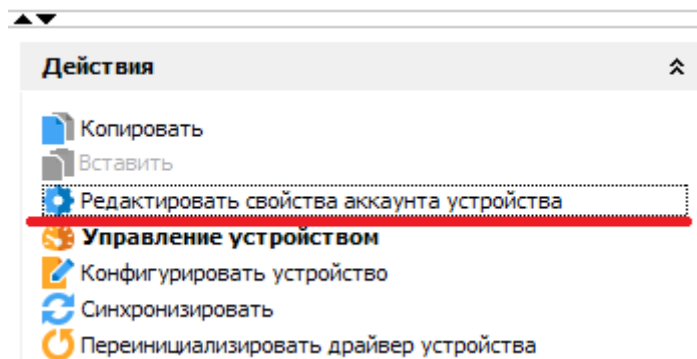 Действия
Копировать
Вставить
Редактировать свойства аккаунта устройства
Управление устройством
Конфигурировать устройство
Синхронизировать
Переинициализировать драйвер устройства